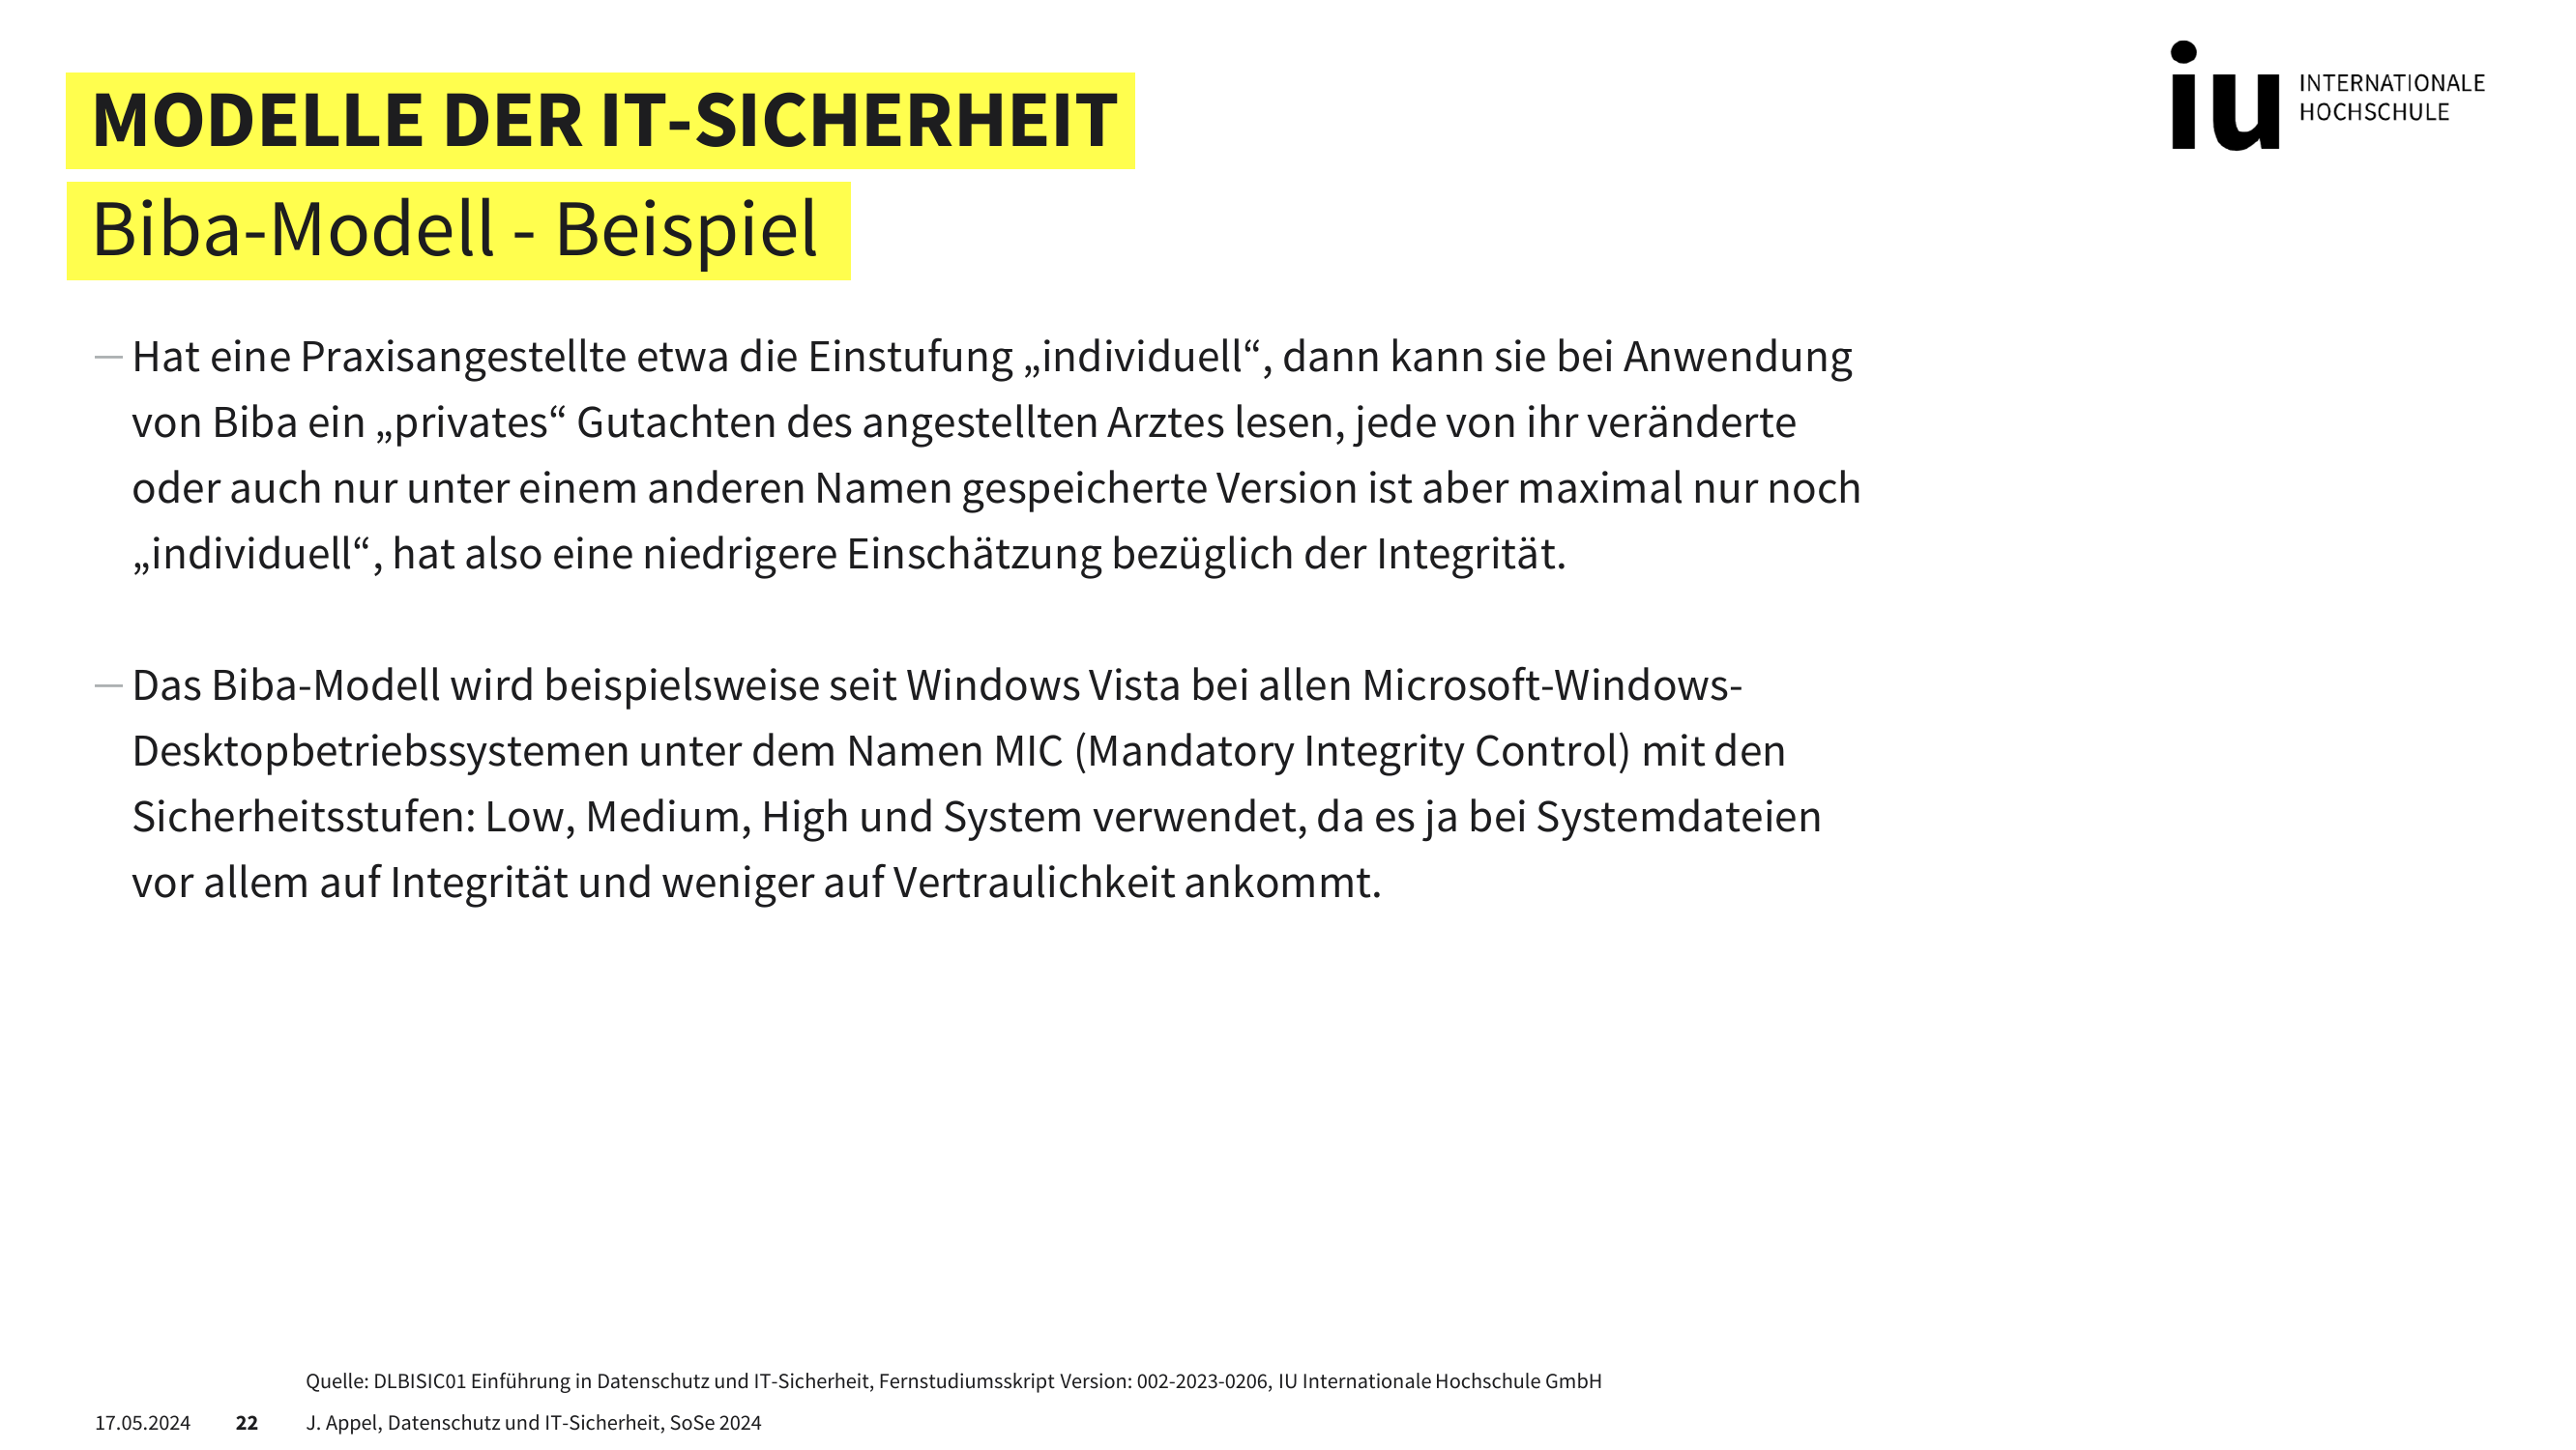 MODELLE DER IT-SICHERHEIT
Biba-Modell - Beispiel
iu INTERNATIONALE
HOCHSCHULE
— Hat eine Praxisangestellte etwa die Einstufung „individuell“, dann kann sie bei Anwendung
von Biba ein „privates“ Gutachten des angestellten Arztes lesen, jede von ihr veränderte
oder auch nur unter einem anderen Namen gespeicherte Version ist aber maximal nur noch
„individuell“, hat also eine niedrigere Einschätzung bezüglich der Integrität.
— Das Biba-Modell wird beispielsweise seit Windows Vista bei allen Microsoft-Windows-
Desktopbetriebssystemen unter dem Namen MIC (Mandatory Integrity Control) mit den
Sicherheitsstufen: Low, Medium, High und System verwendet, da es ja bei Systemdateien
vor allem auf Integrität und weniger auf Vertraulichkeit ankommt.
Quelle: DLBISIC01 Einführung in Datenschutz und IT-Sicherheit, Fernstudiumsskript Version: 002-2023-0206, IU Internationale Hochschule GmbH
17.05.2024 22 J. Appel, Datenschutz und IT-Sicherheit, SoSe 2024